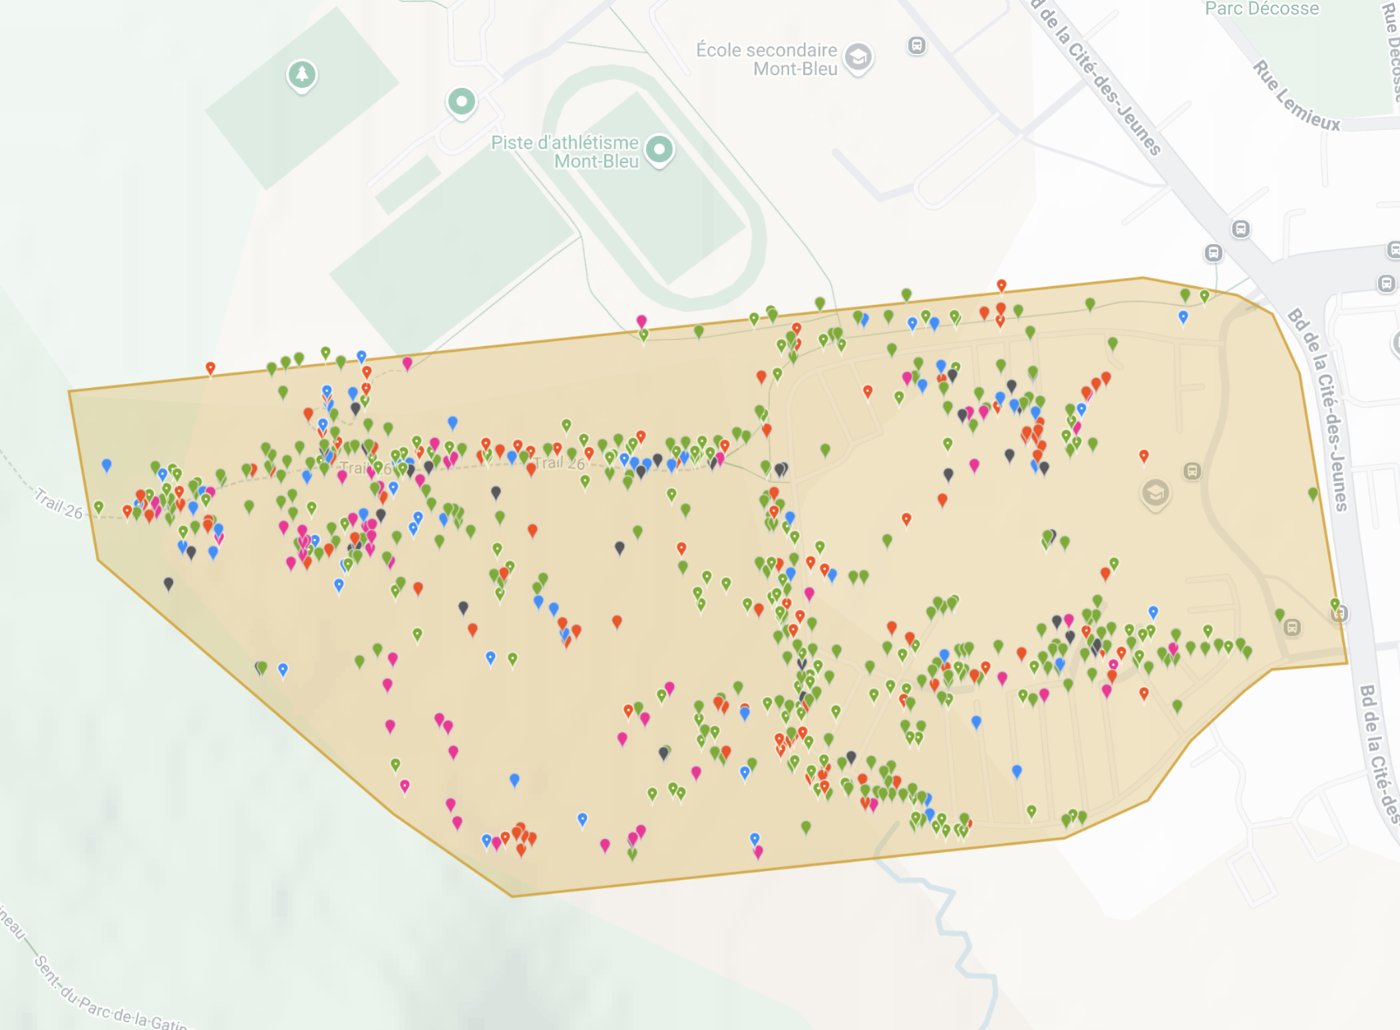 Parc Décosse
Bd de la Cité-des-Jeunes
Rue Lemieux
Rue Décosse
École secondaire
Mont-Bleu
Piste d'athlétisme
Mont-Bleu
Bd de la Cité-des-Jeunes
Trail 26
Trail 26
Trail 26
Bd de la Cité-des
Sent. du Parc de la Gatin
ineau